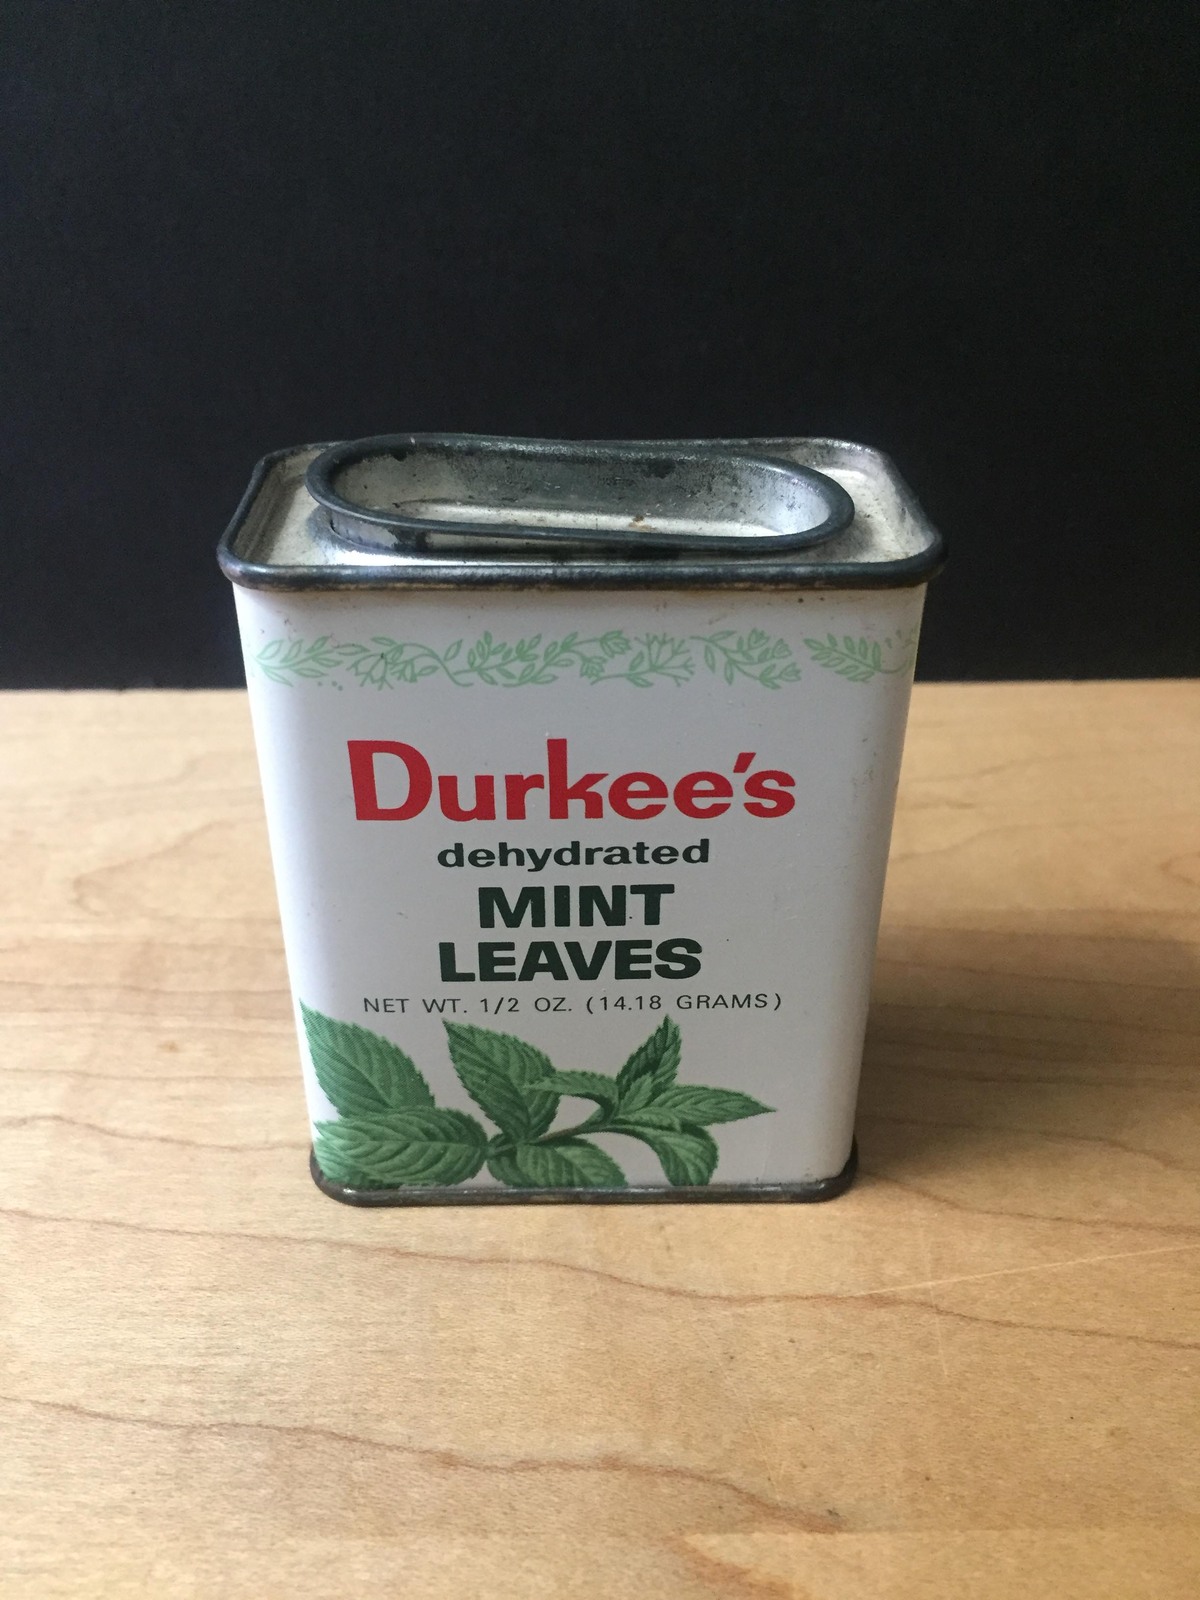 Durkee's
dehydrated
MINT
LEAVES
NET WT. 1/2 OZ. (14.18 GRAMS)